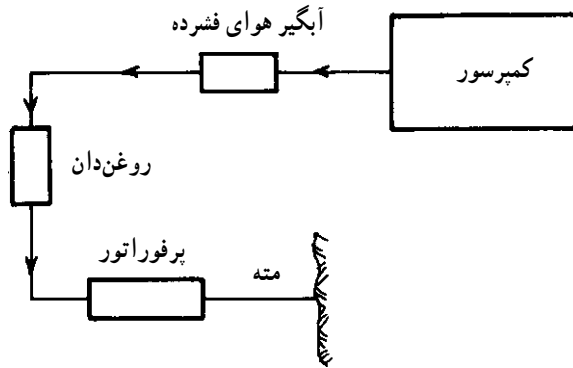 آبگیر هوای فشرده
کمپرسور
روغن‌دان
پرفوراتور
مته